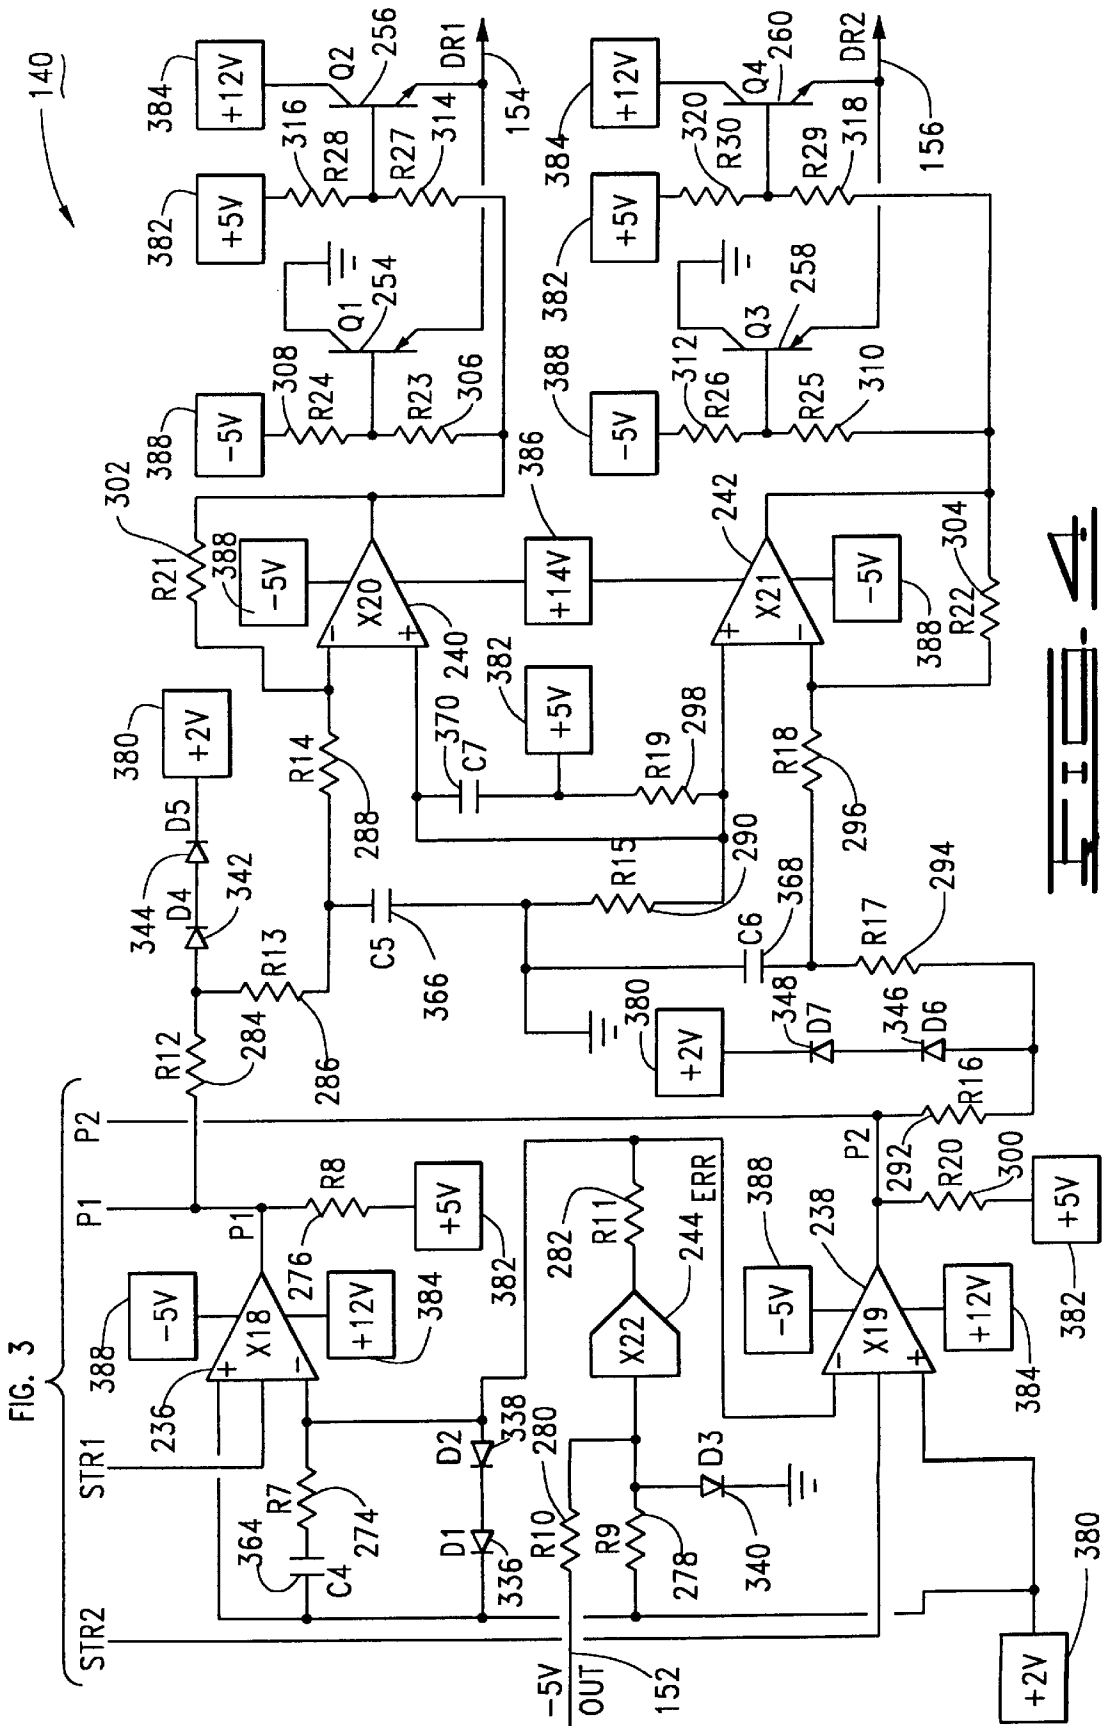 FIG. 3
140
STR2
STR1
P1
P2
388
-5V
236
X18
+12V
384
P1
276
R8
+5V
382
364
C4
R7
274
D1
336
D2
338
R12
284
R13
286
344
D4
342
D5
380
+2V
302
R21
388
-5V
R14
288
X20
240
C5
366
370
C7
382
+5V
386
+14V
R19
298
R15
290
388
-5V
308
R24
R23
306
Q1
254
382
+5V
316
R28
R27
314
384
+12V
Q2
256
DR1
154
-5V
OUT
152
R10
280
R9
278
D3
340
X22
244
282
R11
ERR
388
-5V
238
X19
+12V
384
P2
292
R16
R20
300
+5V
382
380
+2V
348
D7
346
D6
C6
368
R17
294
R18
296
X21
242
-5V
388
R22
304
388
-5V
312
R26
R25
310
Q3
258
382
+5V
320
R30
R29
318
384
+12V
Q4
260
DR2
156
+2V
380
FIG. 4